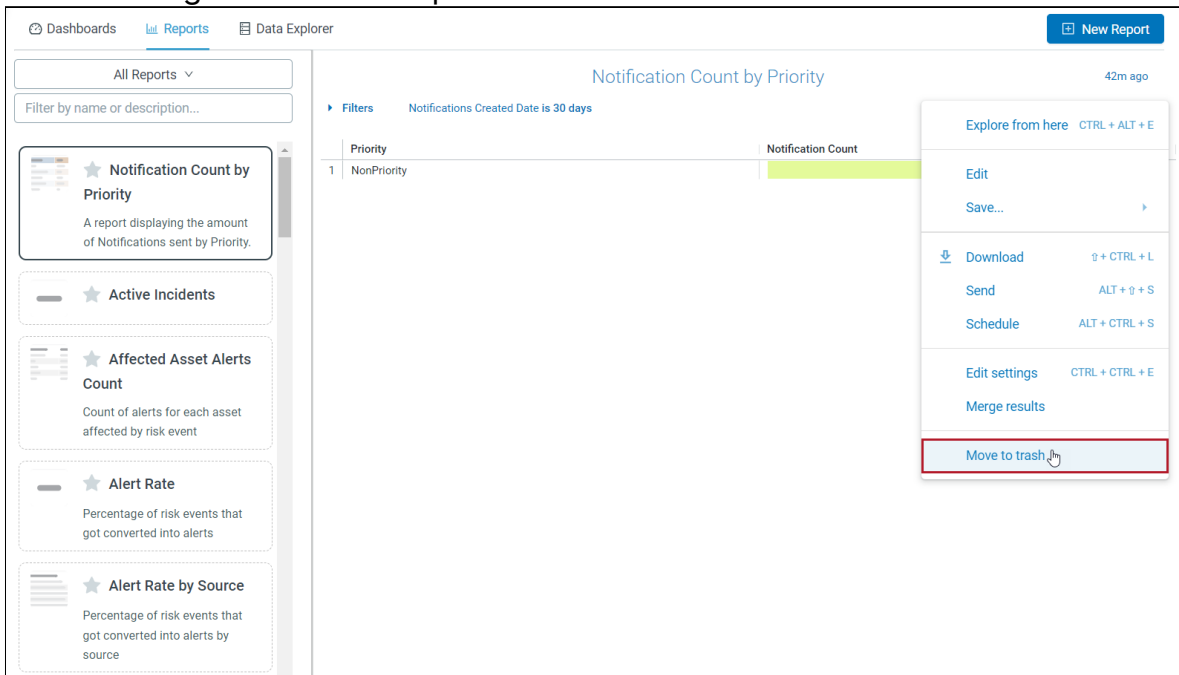 Dashboards Reports Data Explorer New Report
All Reports
Filter by name or description...
Notification Count by Priority
A report displaying the amount
of Notifications sent by Priority.
Active Incidents
Affected Asset Alerts
Count
Count of alerts for each asset
affected by risk event
Alert Rate
Percentage of risk events that
got converted into alerts
Alert Rate by Source
Percentage of risk events that
got converted into alerts by
source
Notification Count by Priority 42m ago
Filters Notifications Created Date is 30 days
Priority Notification Count
1 NonPriority
Explore from here CTRL + ALT + E
Edit
Save...
Download ⇧ + CTRL + L
Send ALT + ⇧ + S
Schedule ALT + CTRL + S
Edit settings CTRL + CTRL + E
Merge results
Move to trash